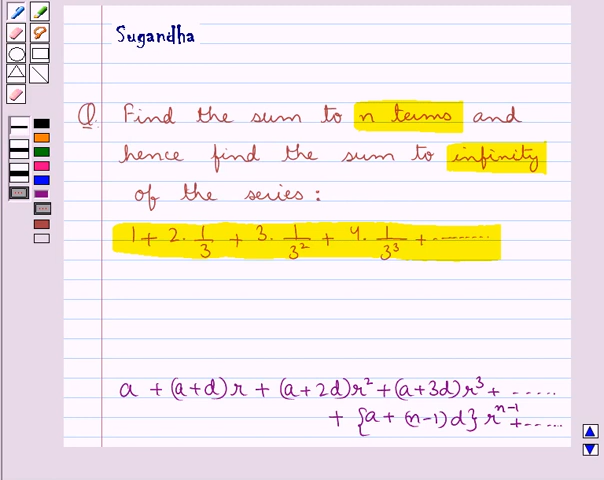 Sugandha
Q. Find the sum to n terms and
hence find the sum to infinity
of the series:
1 + 2. 1/3 + 3. 1/3² + 4. 1/3³ + ........
a + (a+d)r + (a+2d)r² + (a+3d)r³ + ......
+ {a + (n-1)d} r^{n-1} + ......